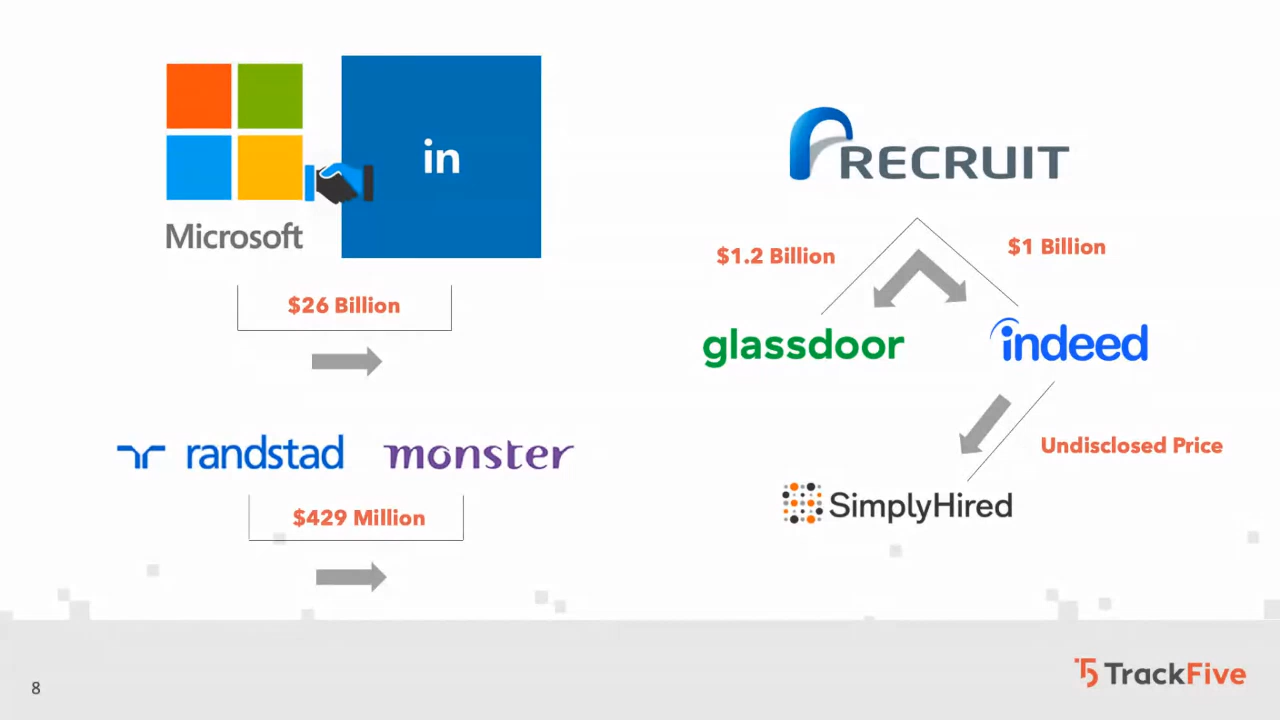 in
Microsoft
$26 Billion
randstad
monster
$429 Million
RECRUIT
$1.2 Billion
$1 Billion
glassdoor
indeed
Undisclosed Price
SimplyHired
8
TrackFive